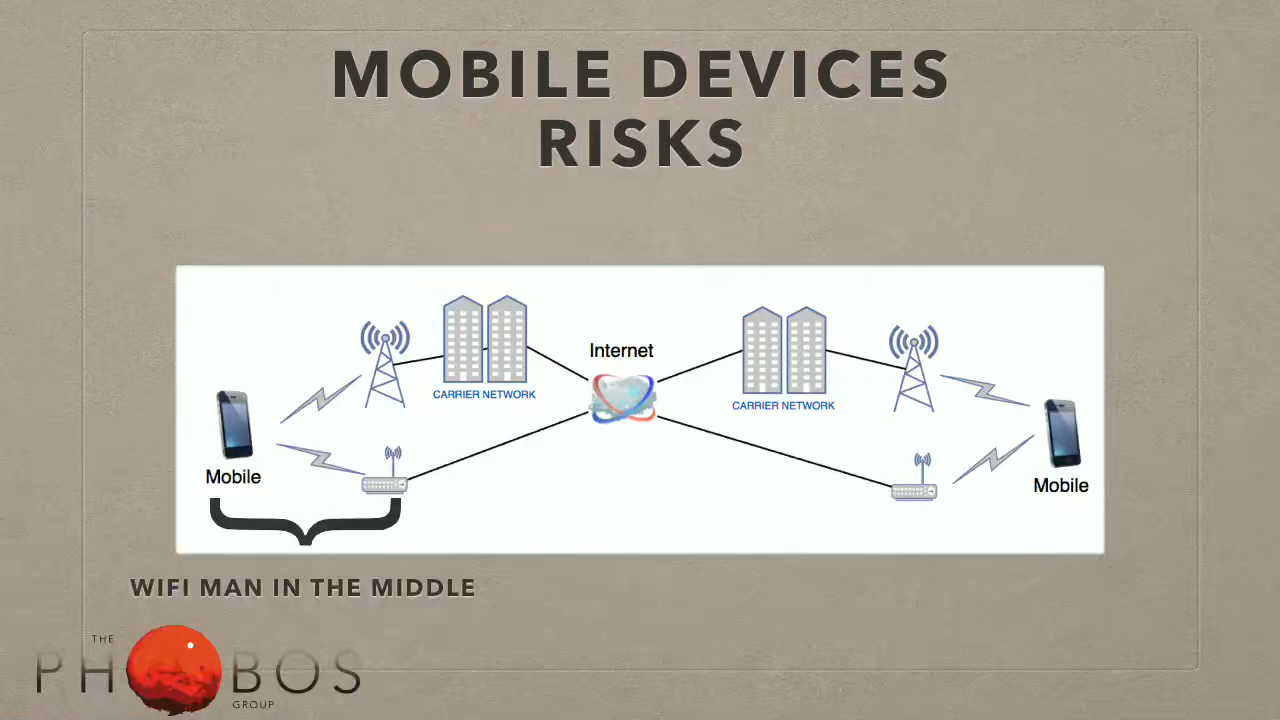 MOBILE DEVICES
RISKS
Internet
CARRIER NETWORK
CARRIER NETWORK
Mobile
Mobile
WIFI MAN IN THE MIDDLE
THE
PHOBOS
GROUP